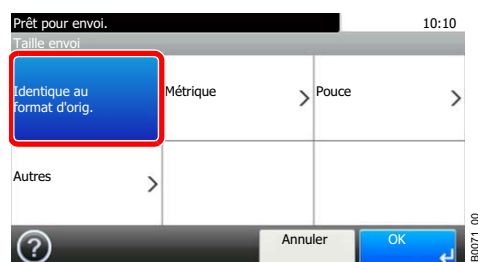 Prêt pour envoi. 10:10
Taille envoi
Identique au
format d'orig.
Métrique
Pouce
Autres
Annuler
OK
B0071_00